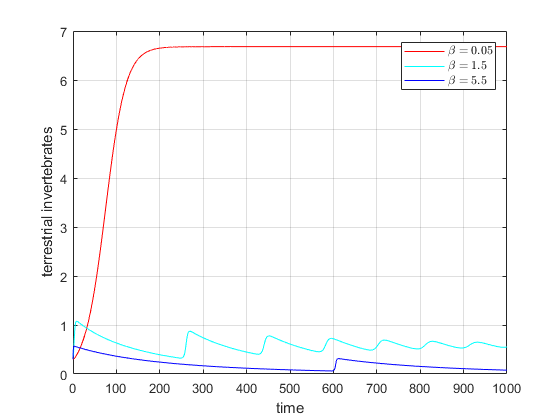 7
6
5
4
3
2
1
0
terrestrial invertebrates
β = 0.05
β = 1.5
β = 5.5
0 100 200 300 400 500 600 700 800 900 1000
time